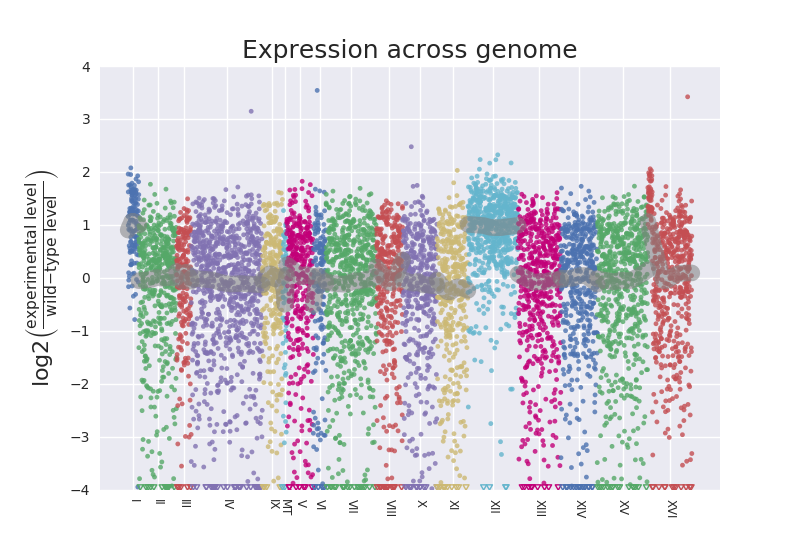 Expression across genome
log2(experimental level / wild−type level)
4
3
2
1
0
−1
−2
−3
−4
I
II
III
IV
IX
MT
V
VI
VII
VIII
X
XI
XII
XIII
XIV
XV
XVI